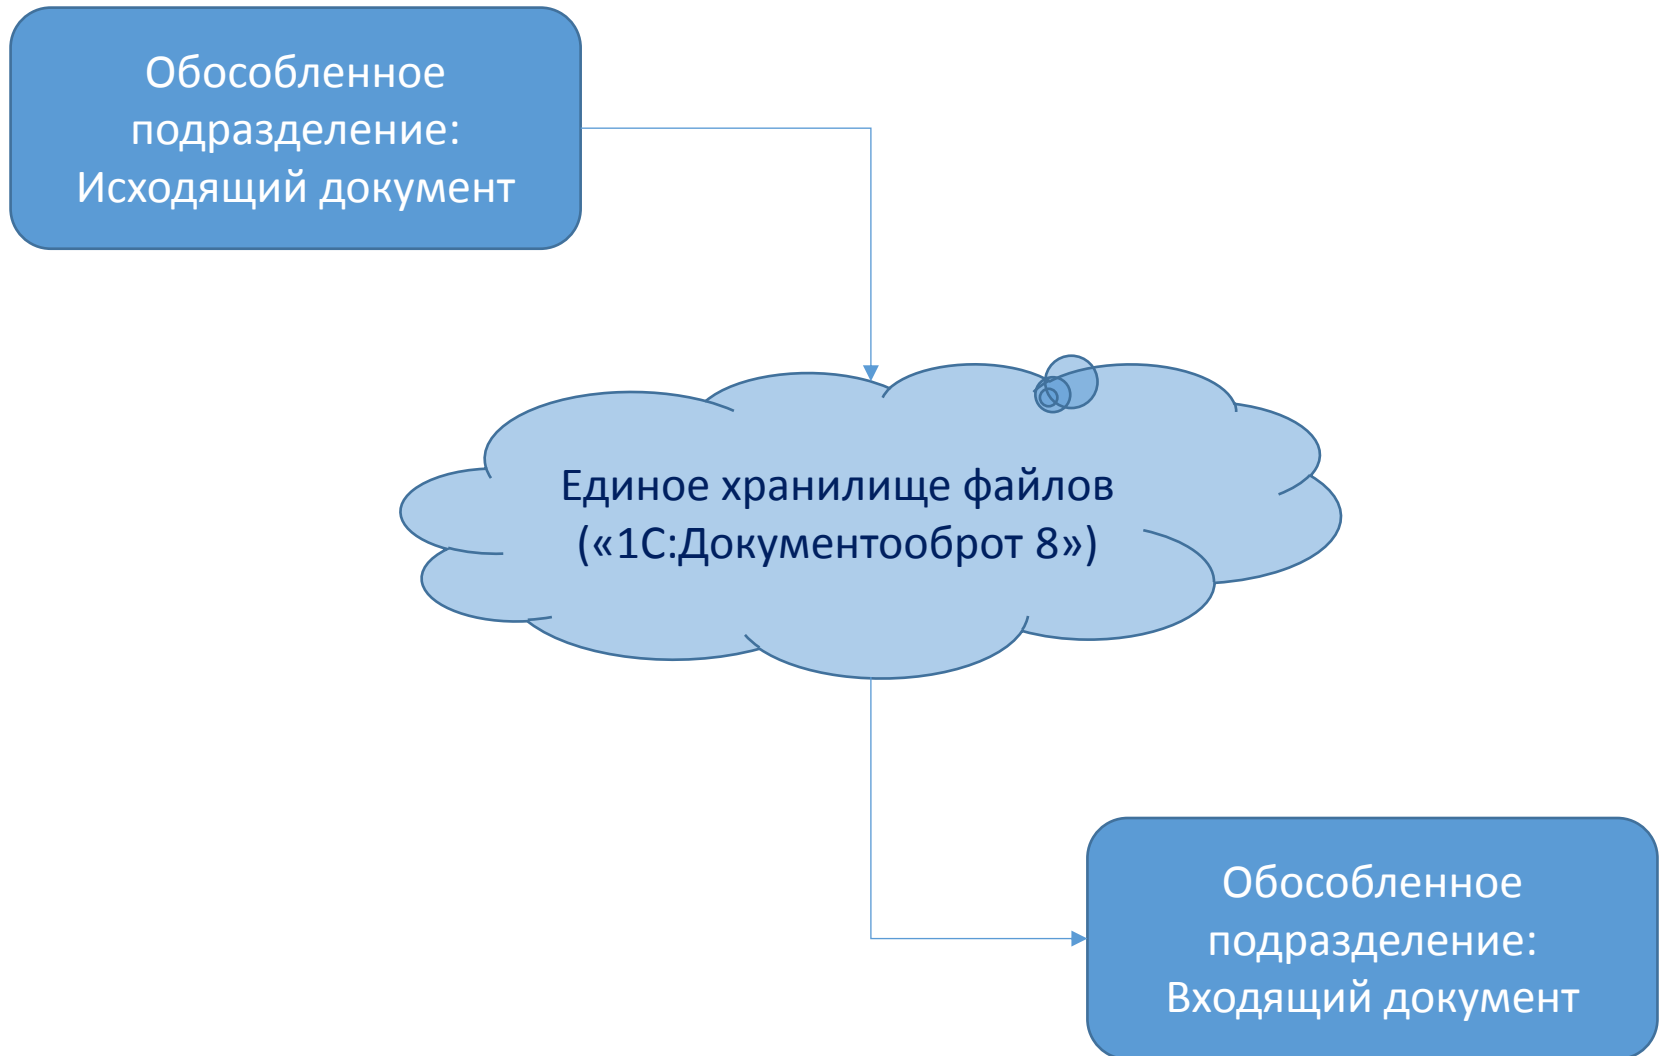 Обособленное
подразделение:
Исходящий документ
Единое хранилище файлов
(«1С:Документооброт 8»)
Обособленное
подразделение:
Входящий документ